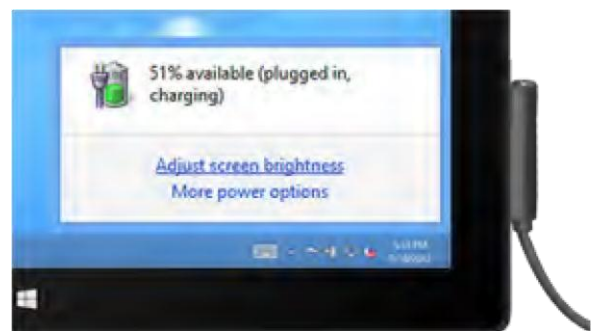 51% available (plugged in,
charging)
Adjust screen brightness
More power options